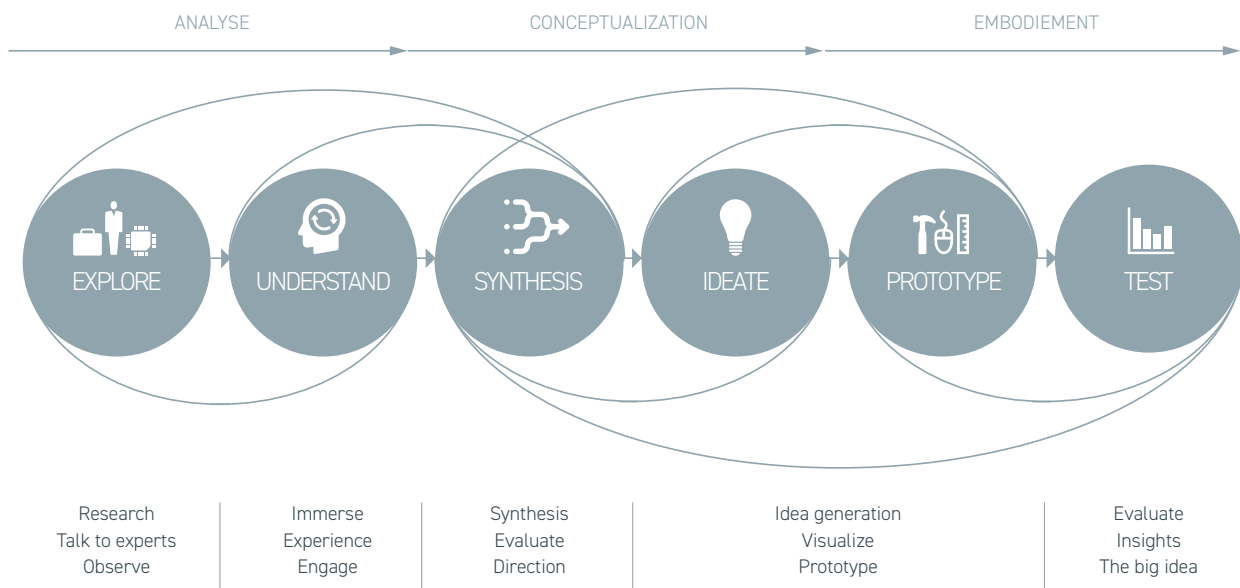 ANALYSE
CONCEPTUALIZATION
EMBODIEMENT
EXPLORE
UNDERSTAND
SYNTHESIS
IDEATE
PROTOTYPE
TEST
Research
Talk to experts
Observe
Immerse
Experience
Engage
Synthesis
Evaluate
Direction
Idea generation
Visualize
Prototype
Evaluate
Insights
The big idea